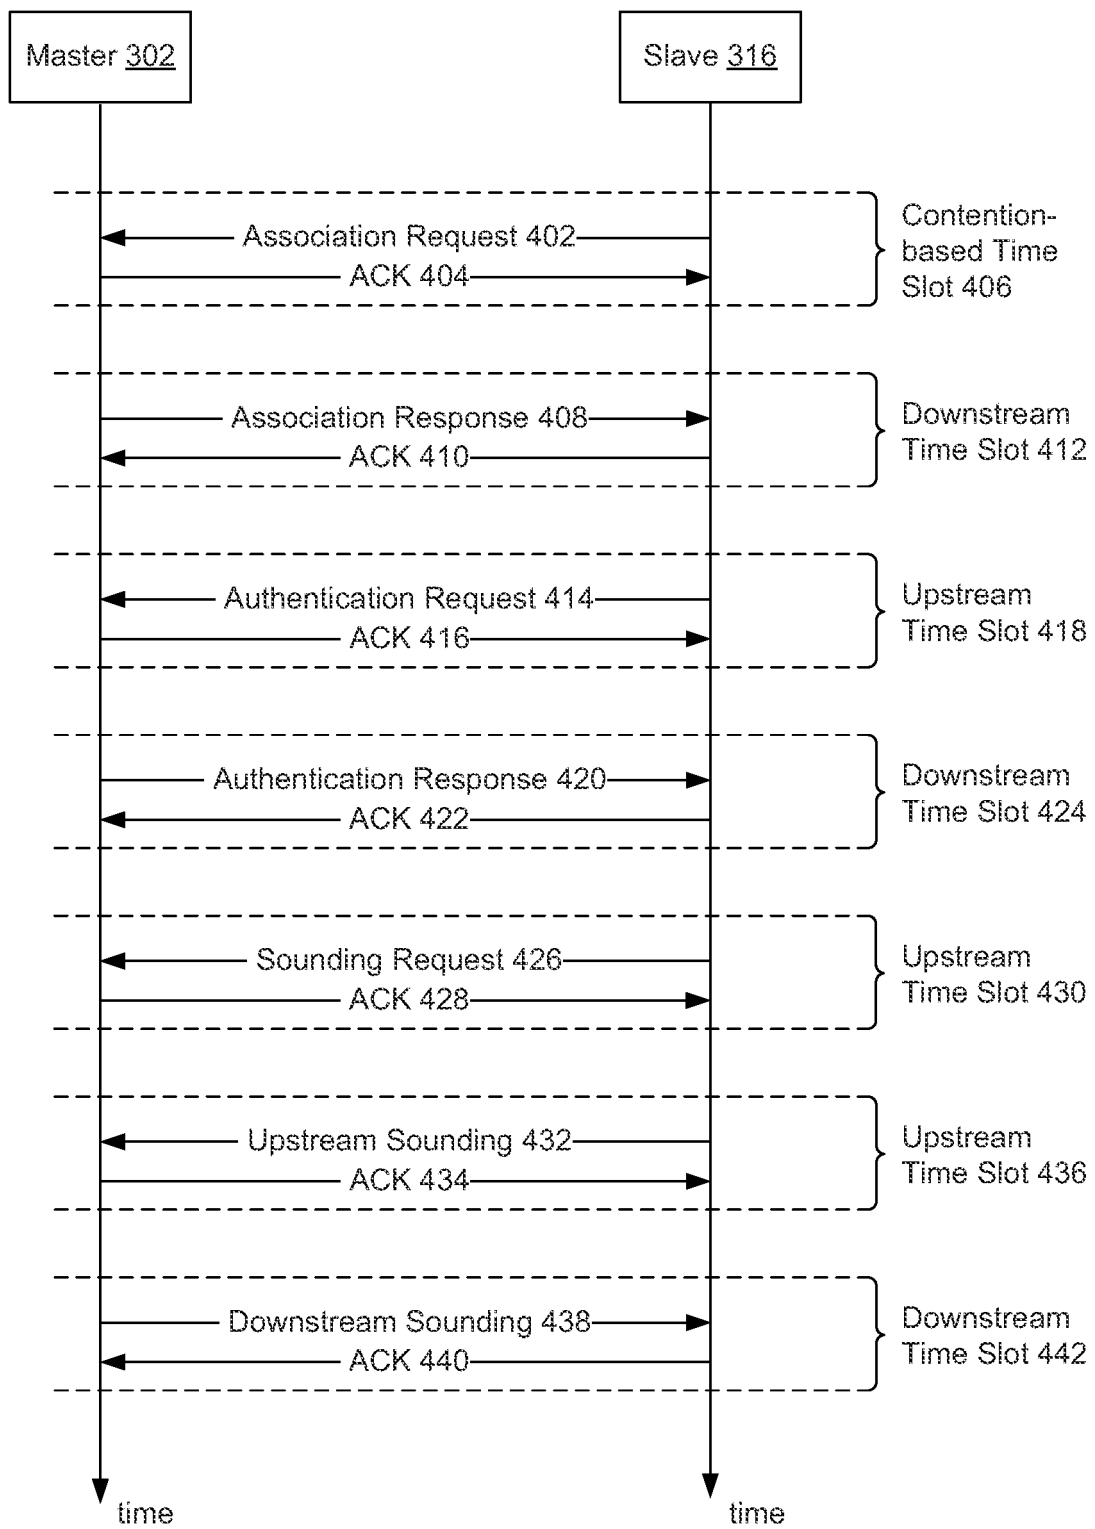 Master 302
Slave 316
Association Request 402
ACK 404
Contention-
based Time
Slot 406
Association Response 408
ACK 410
Downstream
Time Slot 412
Authentication Request 414
ACK 416
Upstream
Time Slot 418
Authentication Response 420
ACK 422
Downstream
Time Slot 424
Sounding Request 426
ACK 428
Upstream
Time Slot 430
Upstream Sounding 432
ACK 434
Upstream
Time Slot 436
Downstream Sounding 438
ACK 440
Downstream
Time Slot 442
time
time